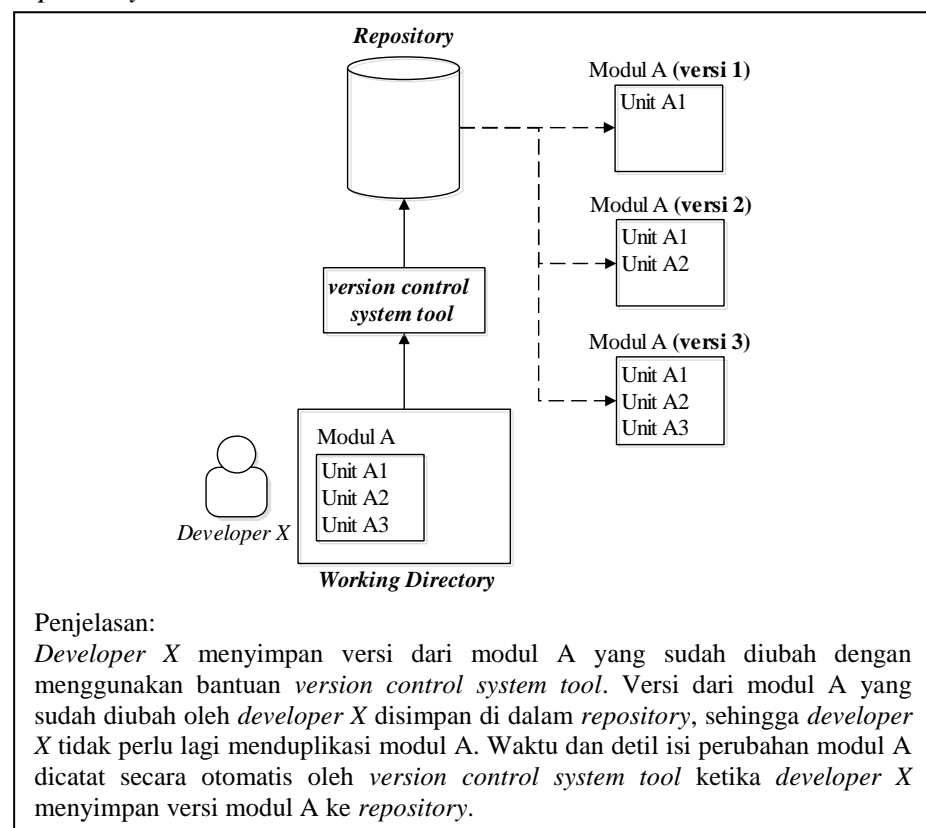 Repository
Modul A (versi 1)
Unit A1
Modul A (versi 2)
Unit A1
Unit A2
version control
system tool
Modul A (versi 3)
Unit A1
Unit A2
Unit A3
Modul A
Unit A1
Unit A2
Unit A3
Developer X
Working Directory
Penjelasan:
Developer X menyimpan versi dari modul A yang sudah diubah dengan
menggunakan bantuan version control system tool. Versi dari modul A yang
sudah diubah oleh developer X disimpan di dalam repository, sehingga developer
X tidak perlu lagi menduplikasi modul A. Waktu dan detil isi perubahan modul A
dicatat secara otomatis oleh version control system tool ketika developer X
menyimpan versi modul A ke repository.